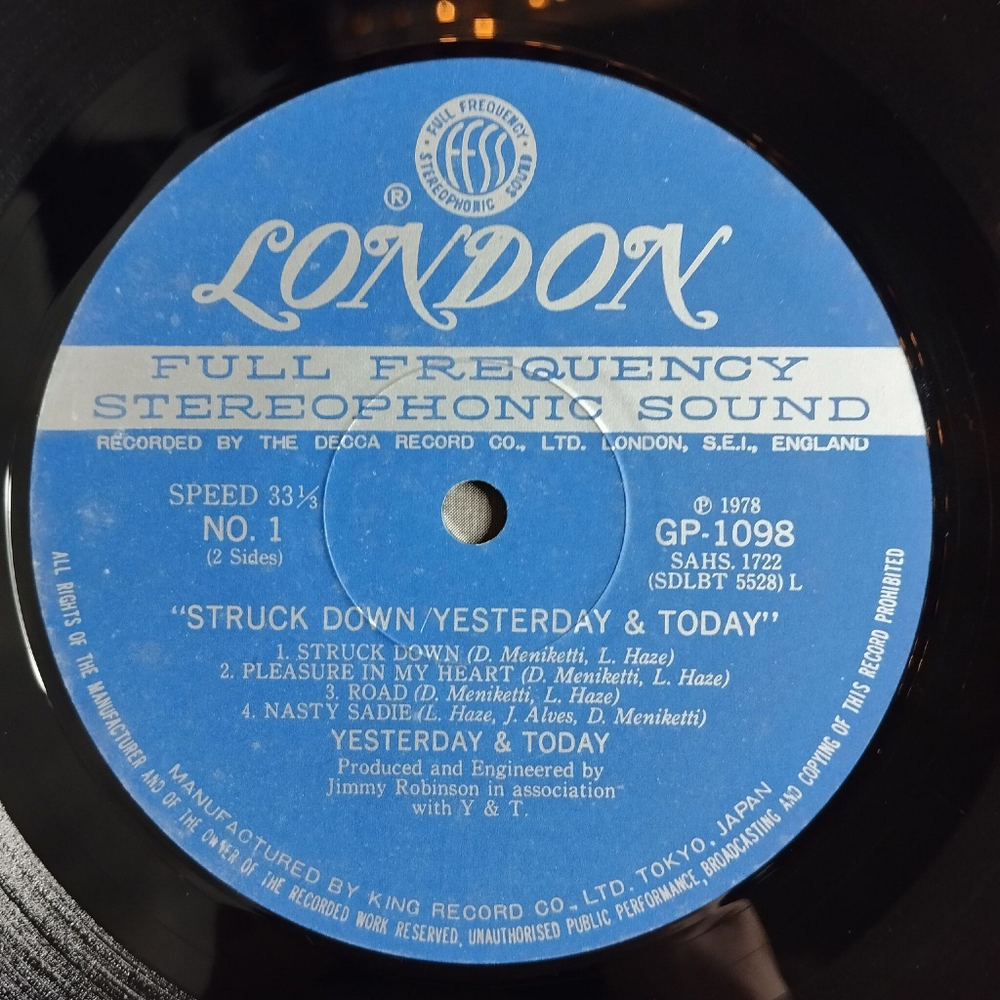 FULL FREQUENCY
FFSS
STEREOPHONIC SOUND
®
LONDON
FULL FREQUENCY
STEREOPHONIC SOUND
RECORDED BY THE DECCA RECORD CO., LTD. LONDON, S.E.I., ENGLAND
SPEED 33⅓
NO. 1
(2 Sides)
℗ 1978
GP-1098
SAHS. 1722
(SDLBT 5528) L
"STRUCK DOWN/YESTERDAY & TODAY"
1. STRUCK DOWN (D. Meniketti, L. Haze)
2. PLEASURE IN MY HEART (D. Meniketti, L. Haze)
3. ROAD (D. Meniketti, L. Haze)
4. NASTY SADIE (L. Haze, J. Alves, D. Meniketti)
YESTERDAY & TODAY
Produced and Engineered by
Jimmy Robinson in association
with Y & T.
MANUFACTURED BY KING RECORD CO., LTD. TOKYO, JAPAN
ALL RIGHTS OF THE MANUFACTURER AND OF THE OWNER OF THE RECORDED WORK RESERVED, UNAUTHORISED PUBLIC PERFORMANCE, BROADCASTING AND COPYING OF THIS RECORD PROHIBITED